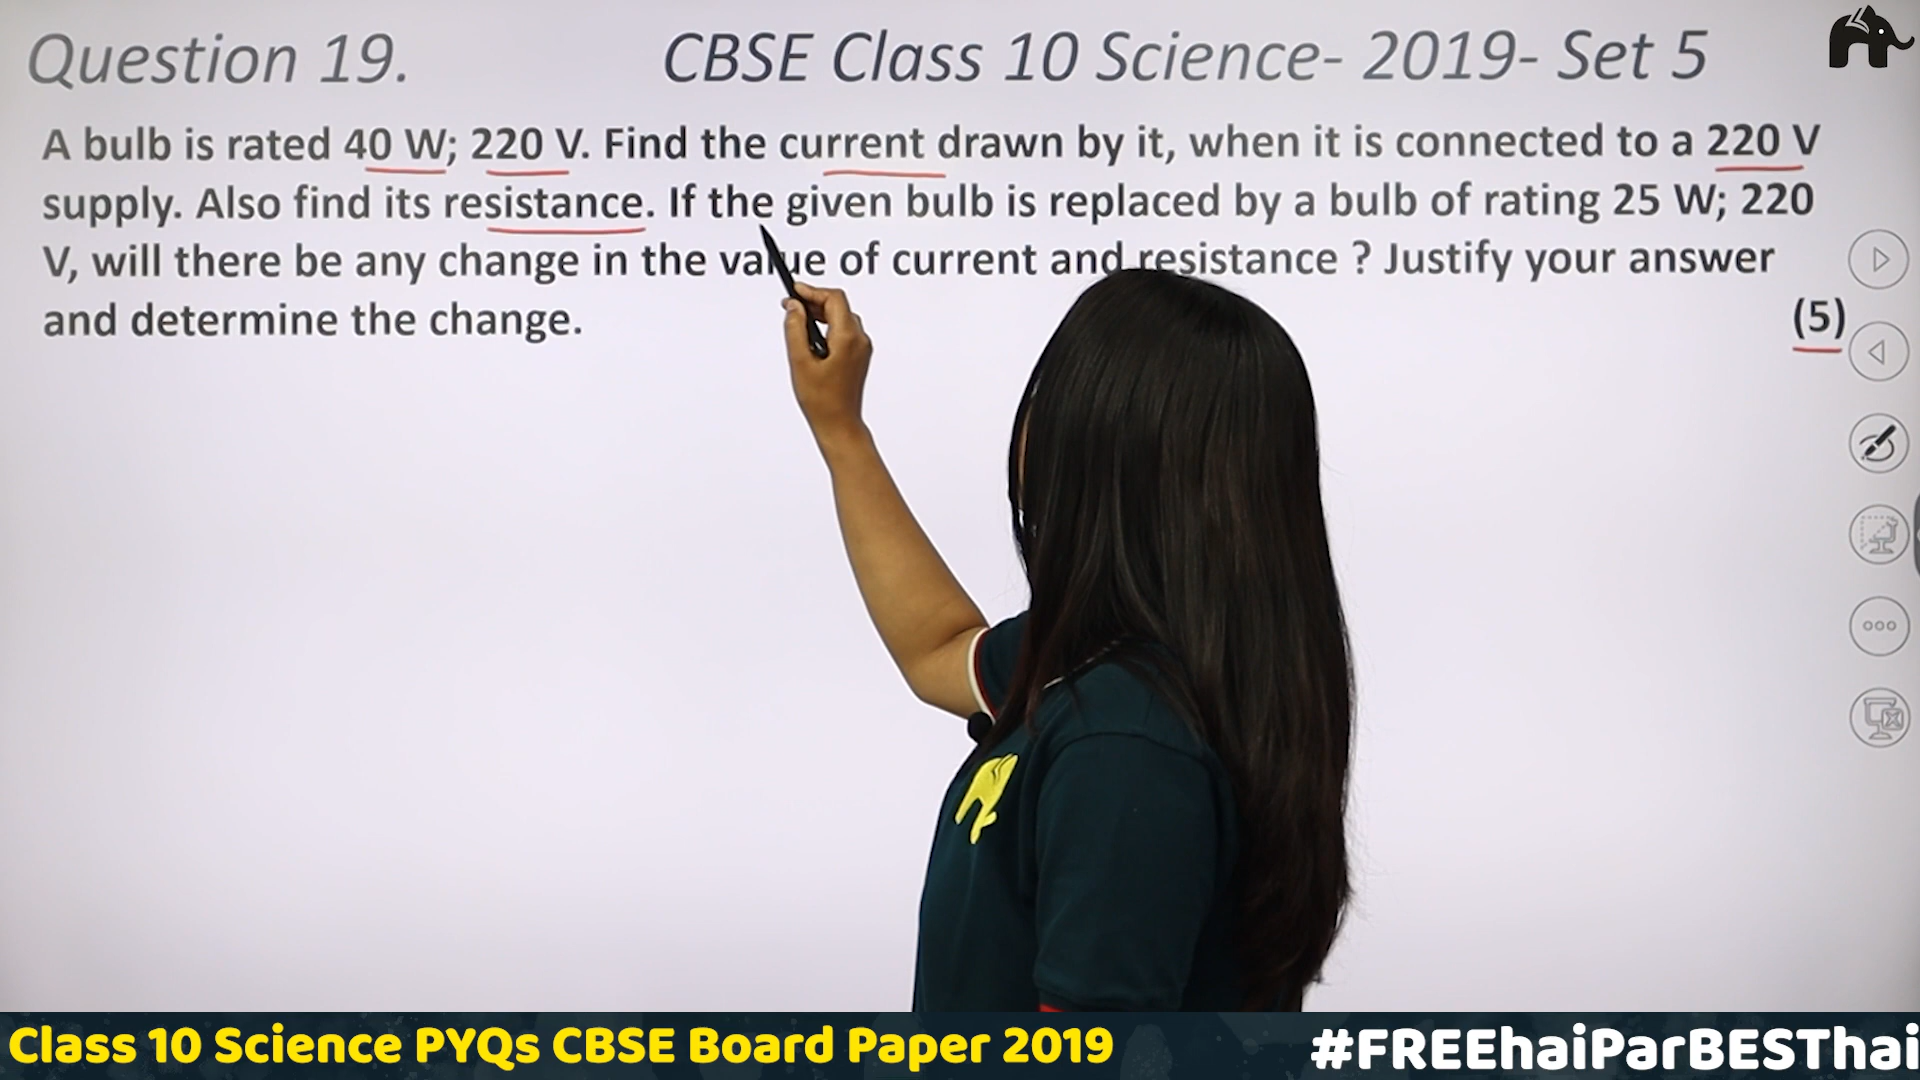 Question 19. CBSE Class 10 Science- 2019- Set 5
A bulb is rated 40 W; 220 V. Find the current drawn by it, when it is connected to a 220 V
supply. Also find its resistance. If the given bulb is replaced by a bulb of rating 25 W; 220
V, will there be any change in the value of current and resistance ? Justify your answer
and determine the change. (5)
Class 10 Science PYQs CBSE Board Paper 2019 #FREEhaiParBESThai